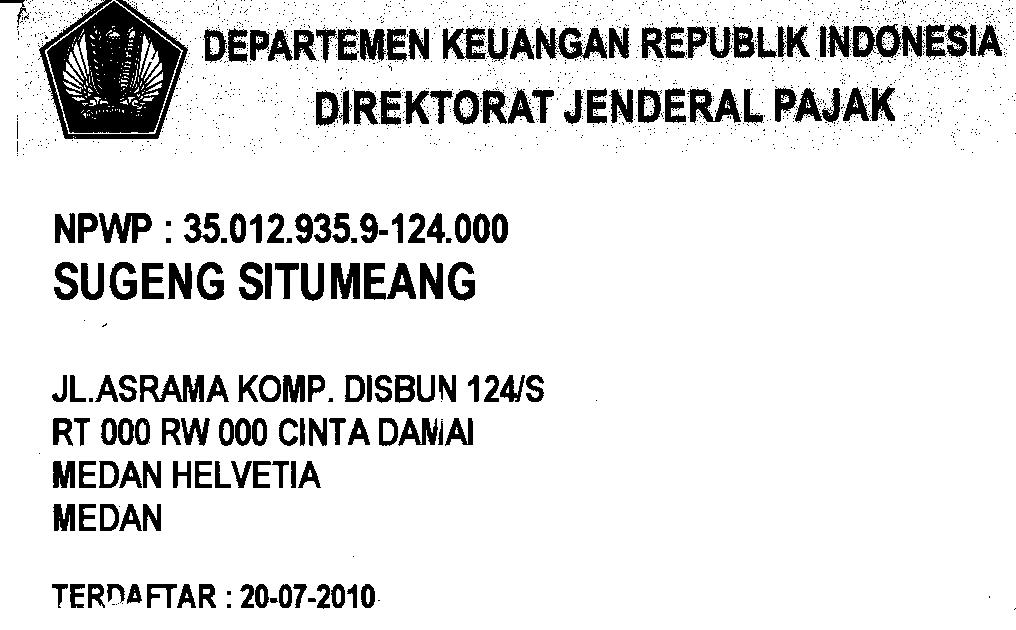 DEPARTEMEN KEUANGAN REPUBLIK INDONESIA
DIREKTORAT JENDERAL PAJAK
NPWP : 35.012.935.9-124.000
SUGENG SITUMEANG
JL.ASRAMA KOMP. DISBUN 124/S
RT 000 RW 000 CINTA DAMAI
MEDAN HELVETIA
MEDAN
TERDAFTAR : 20-07-2010